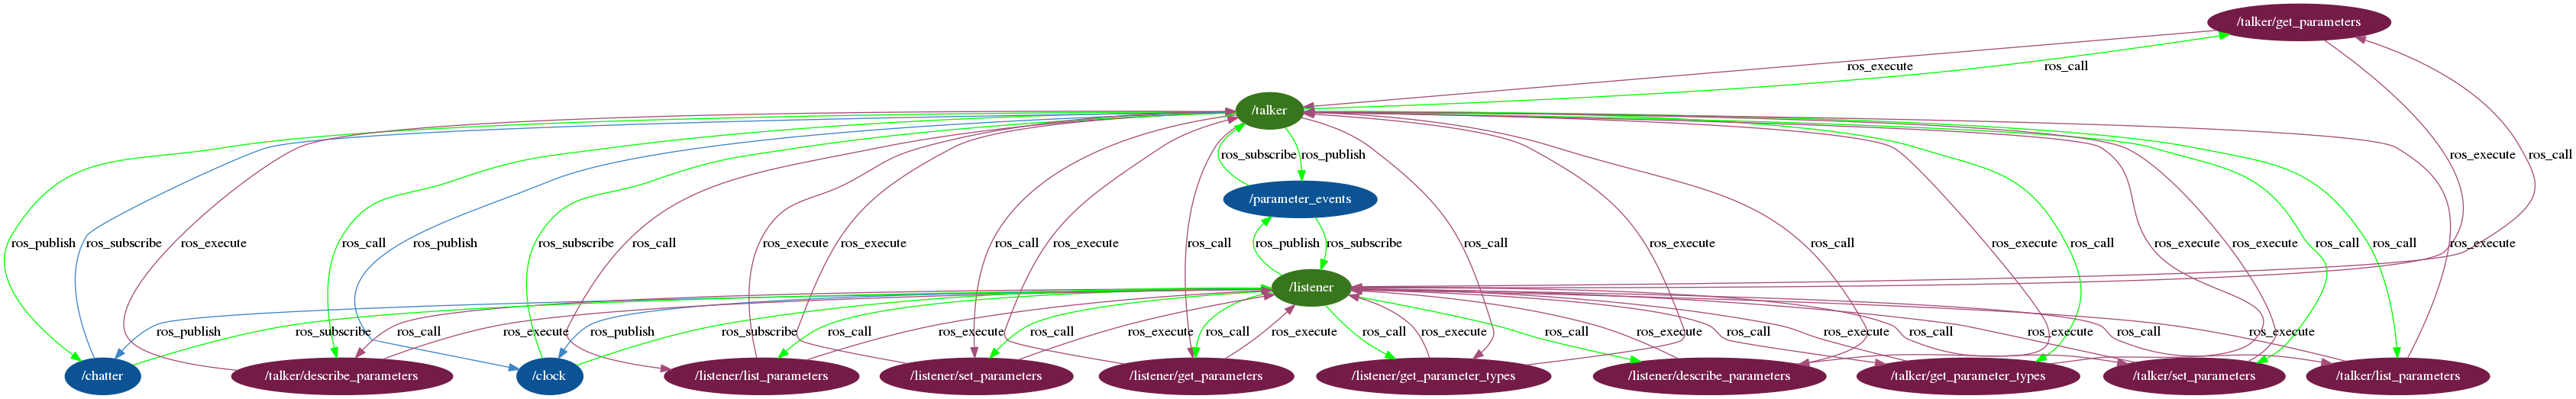 /talker/get_parameters
ros_execute
ros_call
/talker
ros_subscribe
ros_publish
ros_execute
ros_call
/parameter_events
ros_publish
ros_subscribe
ros_execute
ros_call
ros_publish
ros_subscribe
ros_call
ros_execute
ros_execute
ros_call
ros_execute
ros_call
ros_publish
ros_subscribe
ros_call
ros_execute
ros_call
ros_execute
ros_call
ros_execute
ros_execute
ros_call
ros_call
ros_execute
/listener
ros_publish
ros_subscribe
ros_call
ros_execute
ros_publish
ros_subscribe
ros_call
ros_execute
ros_call
ros_execute
ros_call
ros_execute
ros_call
ros_execute
ros_call
ros_execute
ros_call
ros_execute
ros_call
ros_execute
ros_call
ros_execute
/chatter
/talker/describe_parameters
/clock
/listener/list_parameters
/listener/set_parameters
/listener/get_parameters
/listener/get_parameter_types
/listener/describe_parameters
/talker/get_parameter_types
/talker/set_parameters
/talker/list_parameters